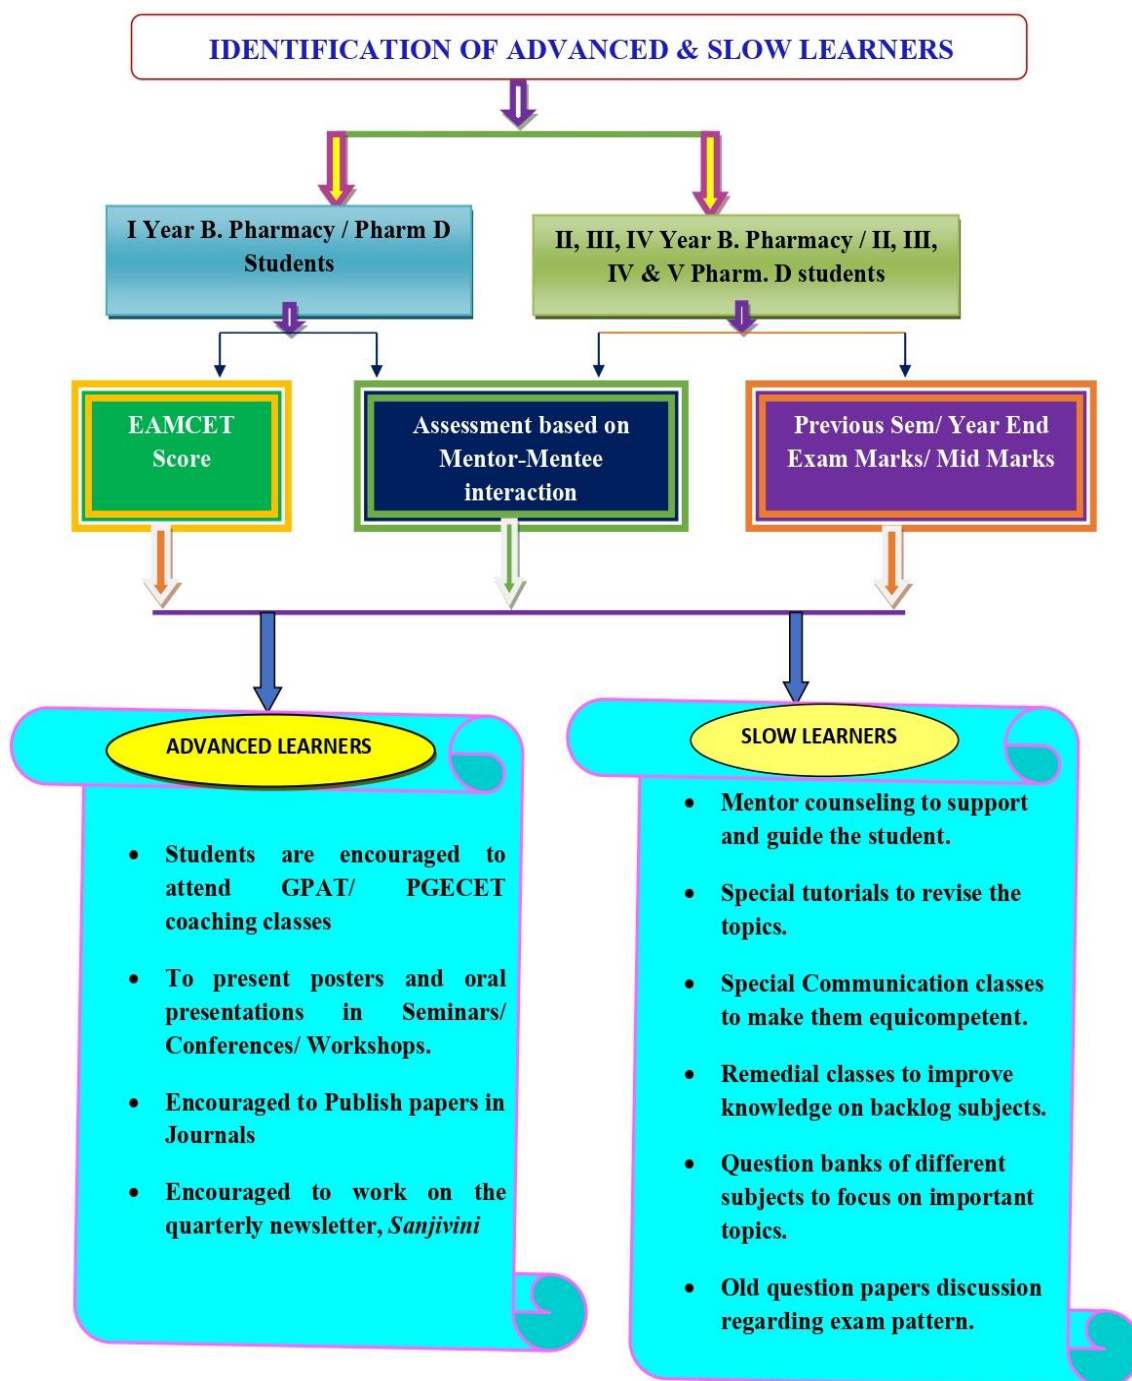 IDENTIFICATION OF ADVANCED & SLOW LEARNERS
I Year B. Pharmacy / Pharm D
Students
II, III, IV Year B. Pharmacy / II, III,
IV & V Pharm. D students
EAMCET
Score
Assessment based on
Mentor-Mentee
interaction
Previous Sem/ Year End
Exam Marks/ Mid Marks
ADVANCED LEARNERS
• Students are encouraged to
attend GPAT/ PGECET
coaching classes
• To present posters and oral
presentations in Seminars/
Conferences/ Workshops.
• Encouraged to Publish papers in
Journals
• Encouraged to work on the
quarterly newsletter, Sanjivini
SLOW LEARNERS
• Mentor counseling to support
and guide the student.
• Special tutorials to revise the
topics.
• Special Communication classes
to make them equicompetent.
• Remedial classes to improve
knowledge on backlog subjects.
• Question banks of different
subjects to focus on important
topics.
• Old question papers discussion
regarding exam pattern.